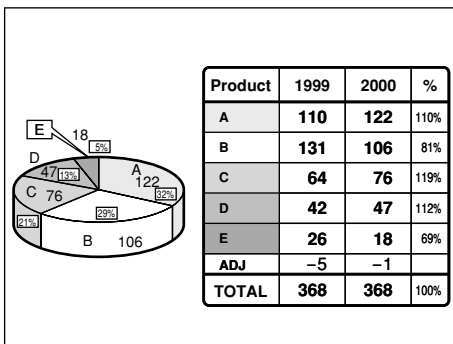 E
18
5%
D
47
13%
A
122
32%
C
76
21%
29%
B
106
Product 1999 2000 %
A 110 122 110%
B 131 106 81%
C 64 76 119%
D 42 47 112%
E 26 18 69%
ADJ −5 −1
TOTAL 368 368 100%